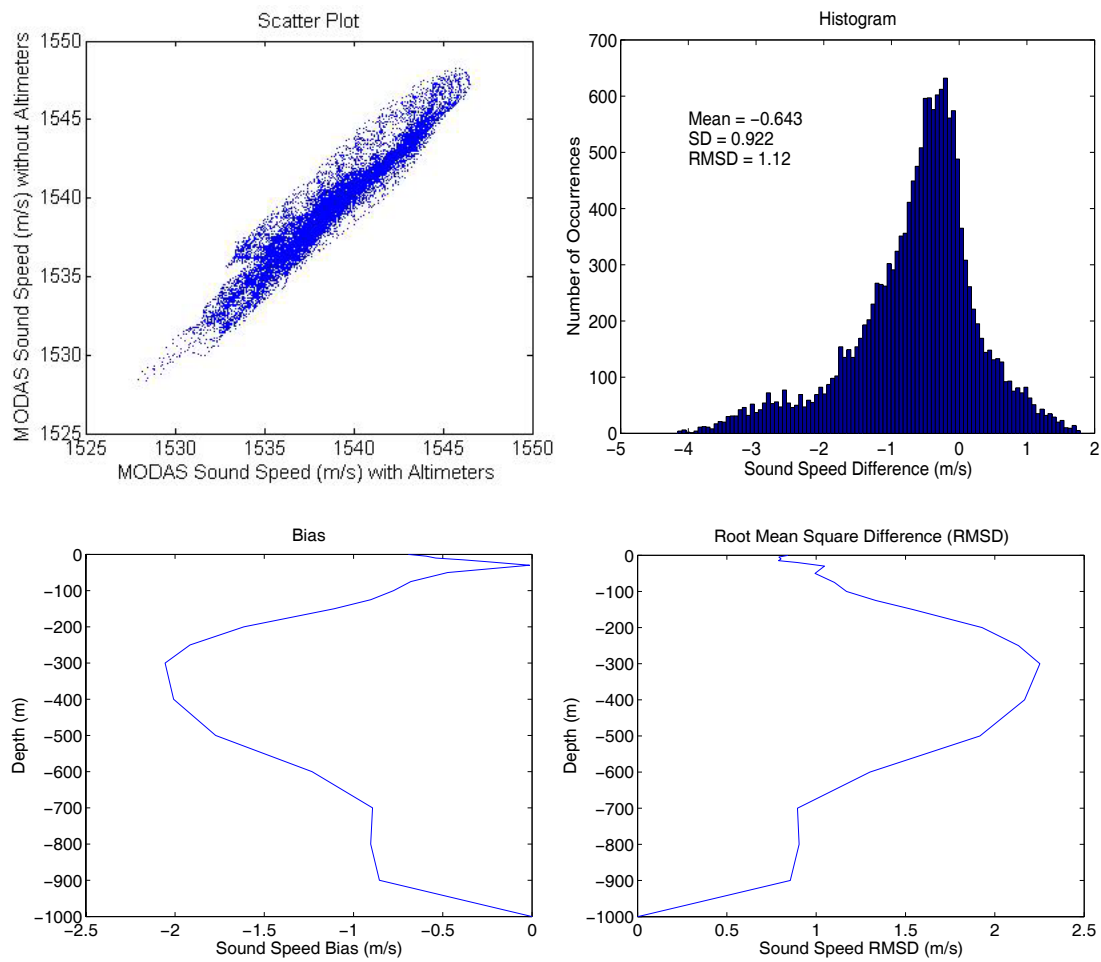 Scatter Plot
1550
1545
1540
1535
1530
1525
1525 1530 1535 1540 1545 1550
MODAS Sound Speed (m/s) without Altimeters
MODAS Sound Speed (m/s) with Altimeters
Histogram
700
600
500
400
300
200
100
0
−5 −4 −3 −2 −1 0 1 2
Number of Occurrences
Mean = −0.643
SD = 0.922
RMSD = 1.12
Sound Speed Difference (m/s)
Bias
0
−100
−200
−300
−400
−500
−600
−700
−800
−900
−1000
−2.5 −2 −1.5 −1 −0.5 0
Depth (m)
Sound Speed Bias (m/s)
Root Mean Square Difference (RMSD)
0
−100
−200
−300
−400
−500
−600
−700
−800
−900
−1000
0 0.5 1 1.5 2 2.5
Depth (m)
Sound Speed RMSD (m/s)